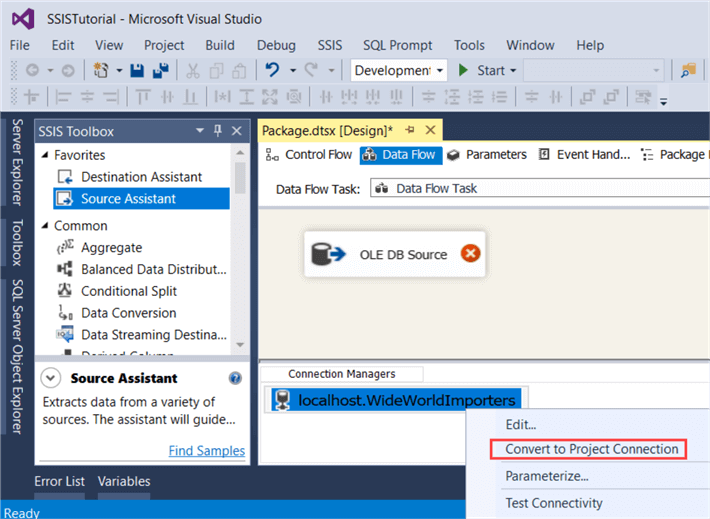 SSISTutorial - Microsoft Visual Studio
File Edit View Project Build Debug SSIS SQL Prompt Tools Window Help
Development Start
Server Explorer
Toolbox
SQL Server Object Explorer
SSIS Toolbox
Favorites
Destination Assistant
Source Assistant
Common
Aggregate
Balanced Data Distribut...
Conditional Split
Data Conversion
Data Streaming Destina...
Derived Column
Source Assistant
Extracts data from a variety of
sources. The assistant will guide...
Find Samples
Package.dtsx [Design]*
Control Flow Data Flow Parameters Event Hand... Package
Data Flow Task: Data Flow Task
OLE DB Source
Connection Managers
localhost.WideWorldImporters
Edit...
Convert to Project Connection
Parameterize...
Test Connectivity
Error List Variables
Ready